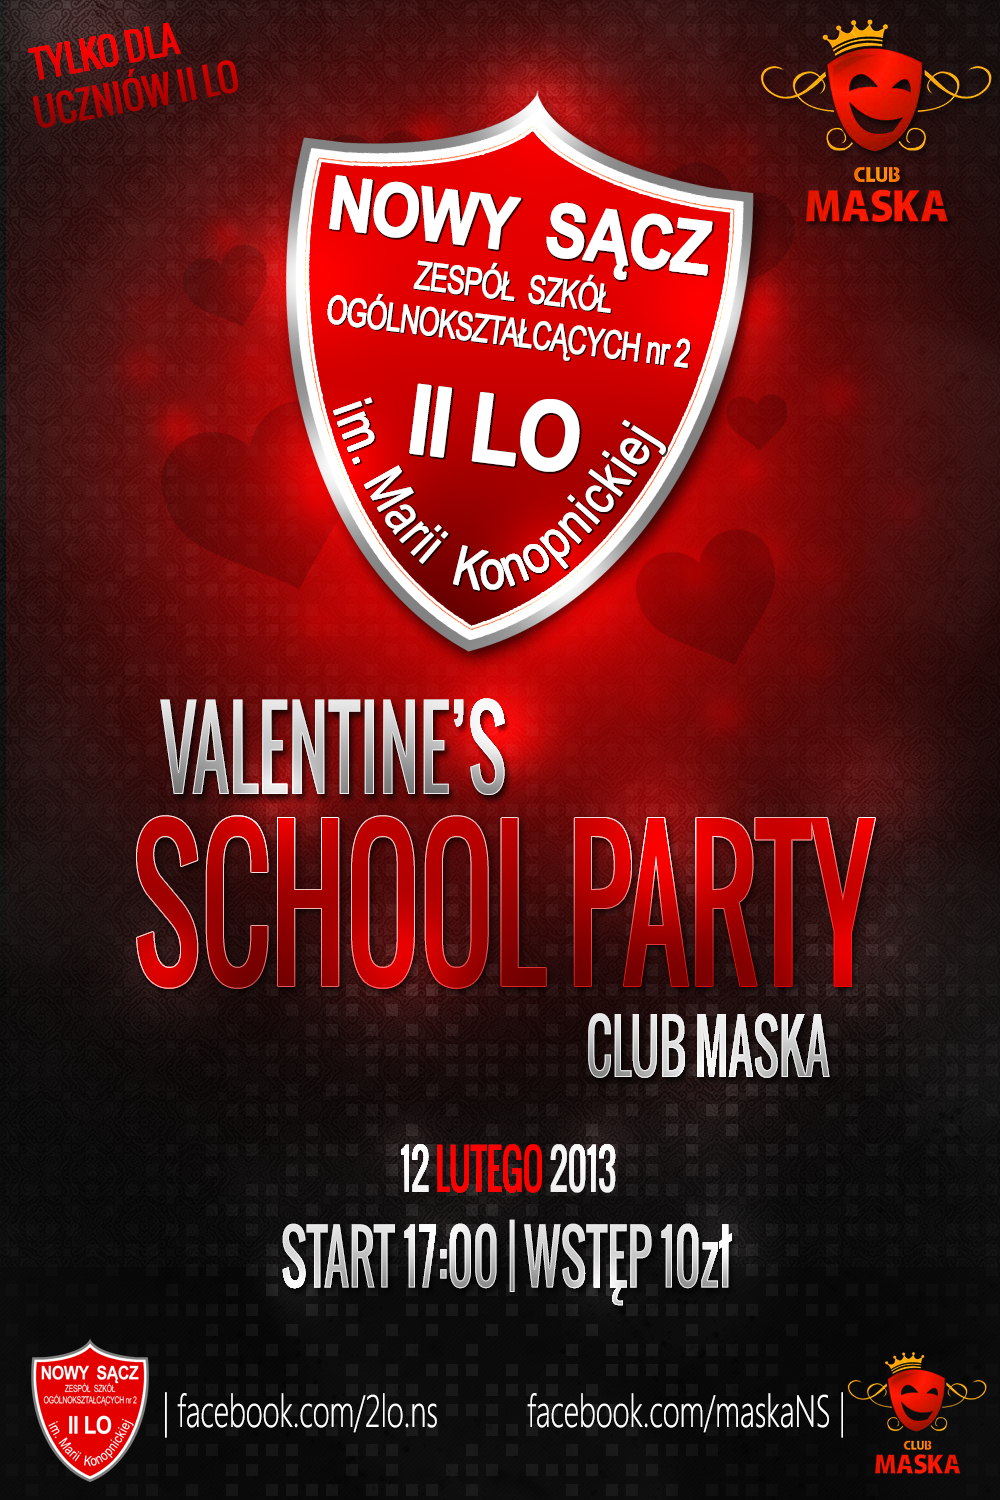 TYLKO DLA
UCZNIÓW II LO
CLUB
MASKA
NOWY SĄCZ
ZESPÓŁ SZKÓŁ
OGÓLNOKSZTAŁCĄCYCH nr 2
II LO
im. Marii Konopnickiej
VALENTINE'S
SCHOOL PARTY
CLUB MASKA
12 LUTEGO 2013
START 17:00 | WSTĘP 10zł
NOWY SĄCZ
ZESPÓŁ SZKÓŁ
OGÓLNOKSZTAŁCĄCYCH nr 2
II LO
im. Marii Konopnickiej
| facebook.com/2lo.ns
facebook.com/maskaNS |
CLUB
MASKA